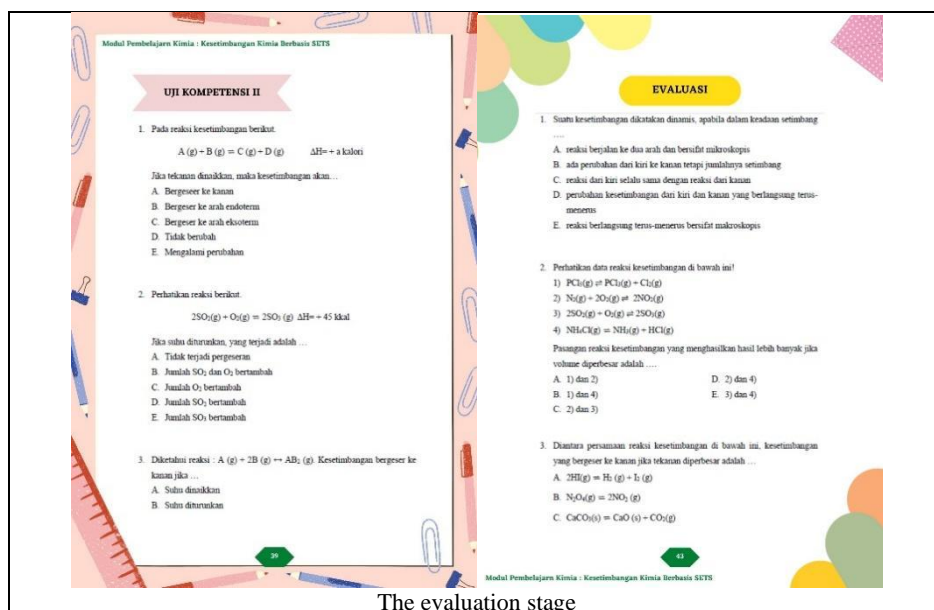 Modul Pembelajarn Kimia : Kesetimbangan Kimia Berbasis SETS
UJI KOMPETENSI II
1. Pada reaksi kesetimbangan berikut.
A (g) + B (g) = C (g) + D (g) ΔH= + a kalori
Jika tekanan dinaikkan, maka kesetimbangan akan…
A. Bergeseer ke kanan
B. Bergeser ke arah endoterm
C. Bergeser ke arah eksoterm
D. Tidak berubah
E. Mengalami perubahan
2. Perhatikan reaksi berikut.
2SO₂(g) + O₂(g) = 2SO₃ (g) ΔH= + 45 kkal
Jika suhu diturunkan, yang terjadi adalah …
A. Tidak terjadi pergeseran
B. Jumlah SO₂ dan O₂ bertambah
C. Jumlah O₂ bertambah
D. Jumlah SO₂ bertambah
E. Jumlah SO₃ bertambah
3. Diketahui reaksi : A (g) + 2B (g) ↔ AB₂ (g). Kesetimbangan bergeser ke
kanan jika …
A. Suhu dinaikkan
B. Suhu diturunkan
39
EVALUASI
1. Suatu kesetimbangan dikatakan dinamis, apabila dalam keadaan setimbang
….
A. reaksi berjalan ke dua arah dan bersifat mikroskopis
B. ada perubahan dari kiri ke kanan tetapi jumlahnya setimbang
C. reaksi dari kiri selalu sama dengan reaksi dari kanan
D. perubahan kesetimbangan dari kiri dan kanan yang berlangsung terus-
menerus
E. reaksi berlangsung terus-menerus bersifat makroskopis
2. Perhatikan data reaksi kesetimbangan di bawah ini!
1) PCl₅(g) ⇌ PCl₃(g) + Cl₂(g)
2) N₂(g) + 2O₂(g) ⇌ 2NO₂(g)
3) 2SO₂(g) + O₂(g) ⇌ 2SO₃(g)
4) NH₄Cl(g) = NH₃(g) + HCl(g)
Pasangan reaksi kesetimbangan yang menghasilkan hasil lebih banyak jika
volume diperbesar adalah ….
A. 1) dan 2) D. 2) dan 4)
B. 1) dan 4) E. 3) dan 4)
C. 2) dan 3)
3. Diantara persamaan reaksi kesetimbangan di bawah ini, kesetimbangan
yang bergeser ke kanan jika tekanan diperbesar adalah …
A. 2HI(g) = H₂ (g) + I₂ (g)
B. N₂O₄(g) = 2NO₂ (g)
C. CaCO₃(s) = CaO (s) + CO₂(g)
43
Modul Pembelajarn Kimia : Kesetimbangan Kimia Berbasis SETS
The evaluation stage